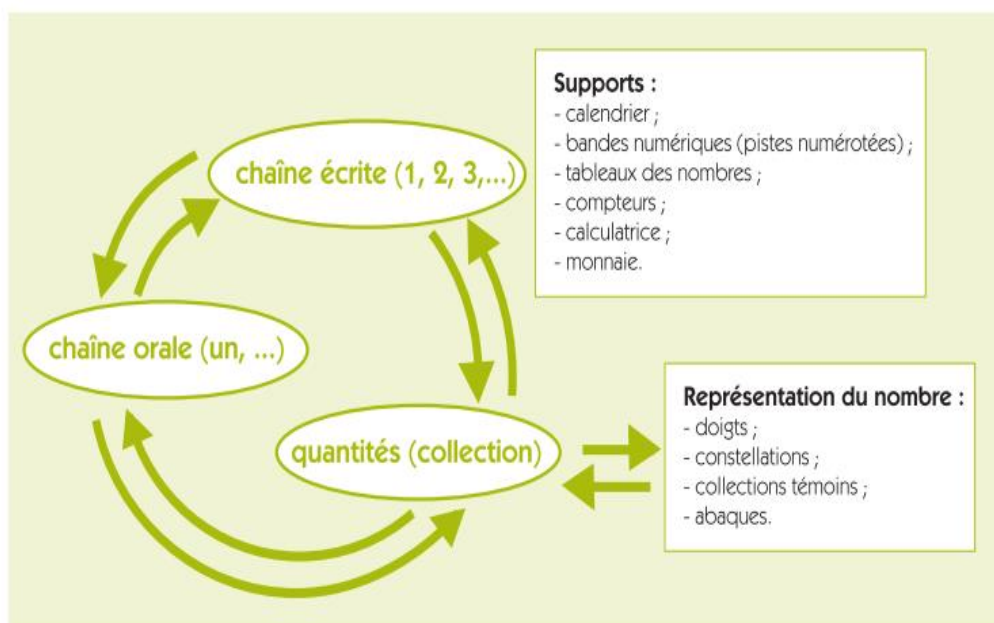 Supports :
- calendrier ;
- bandes numériques (pistes numérotées) ;
- tableaux des nombres ;
- compteurs ;
- calculatrice ;
- monnaie.
chaîne écrite (1, 2, 3,...)
chaîne orale (un, ...)
quantités (collection)
Représentation du nombre :
- doigts ;
- constellations ;
- collections témoins ;
- abaques.